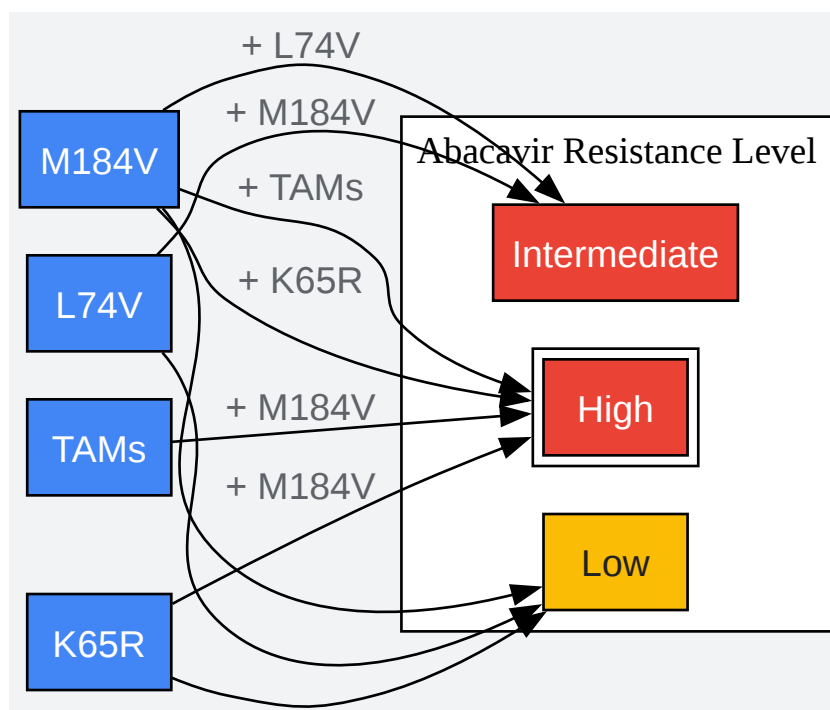 + L74V
+ M184V
Abacavir Resistance Level
M184V
+ TAMs
Intermediate
+ K65R
L74V
+ M184V
High
TAMs
+ M184V
Low
K65R